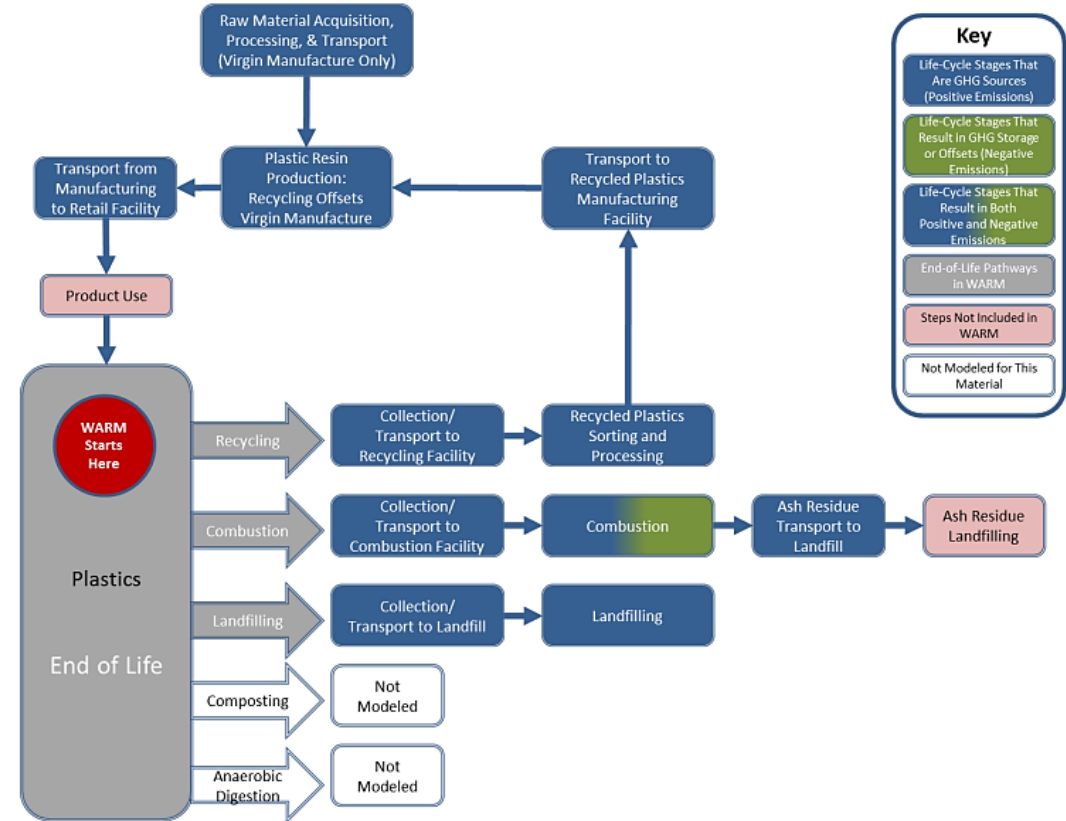 Raw Material Acquisition,
Processing, & Transport
(Virgin Manufacture Only)
Key
Life-Cycle Stages That
Are GHG Sources
(Positive Emissions)
Life-Cycle Stages That
Result in GHG Storage
or Offsets (Negative
Emissions)
Life-Cycle Stages That
Result in Both
Positive and Negative
Emissions
End-of-Life Pathways
in WARM
Steps Not Included in
WARM
Not Modeled for This
Material
Transport from
Manufacturing
to Retail Facility
Plastic Resin
Production:
Recycling Offsets
Virgin Manufacture
Transport to
Recycled Plastics
Manufacturing
Facility
Product Use
WARM
Starts
Here
Plastics
End of Life
Recycling
Collection/
Transport to
Recycling Facility
Recycled Plastics
Sorting and
Processing
Combustion
Collection/
Transport to
Combustion Facility
Combustion
Ash Residue
Transport to
Landfill
Ash Residue
Landfilling
Landfilling
Collection/
Transport to Landfill
Landfilling
Composting
Not
Modeled
Anaerobic
Digestion
Not
Modeled